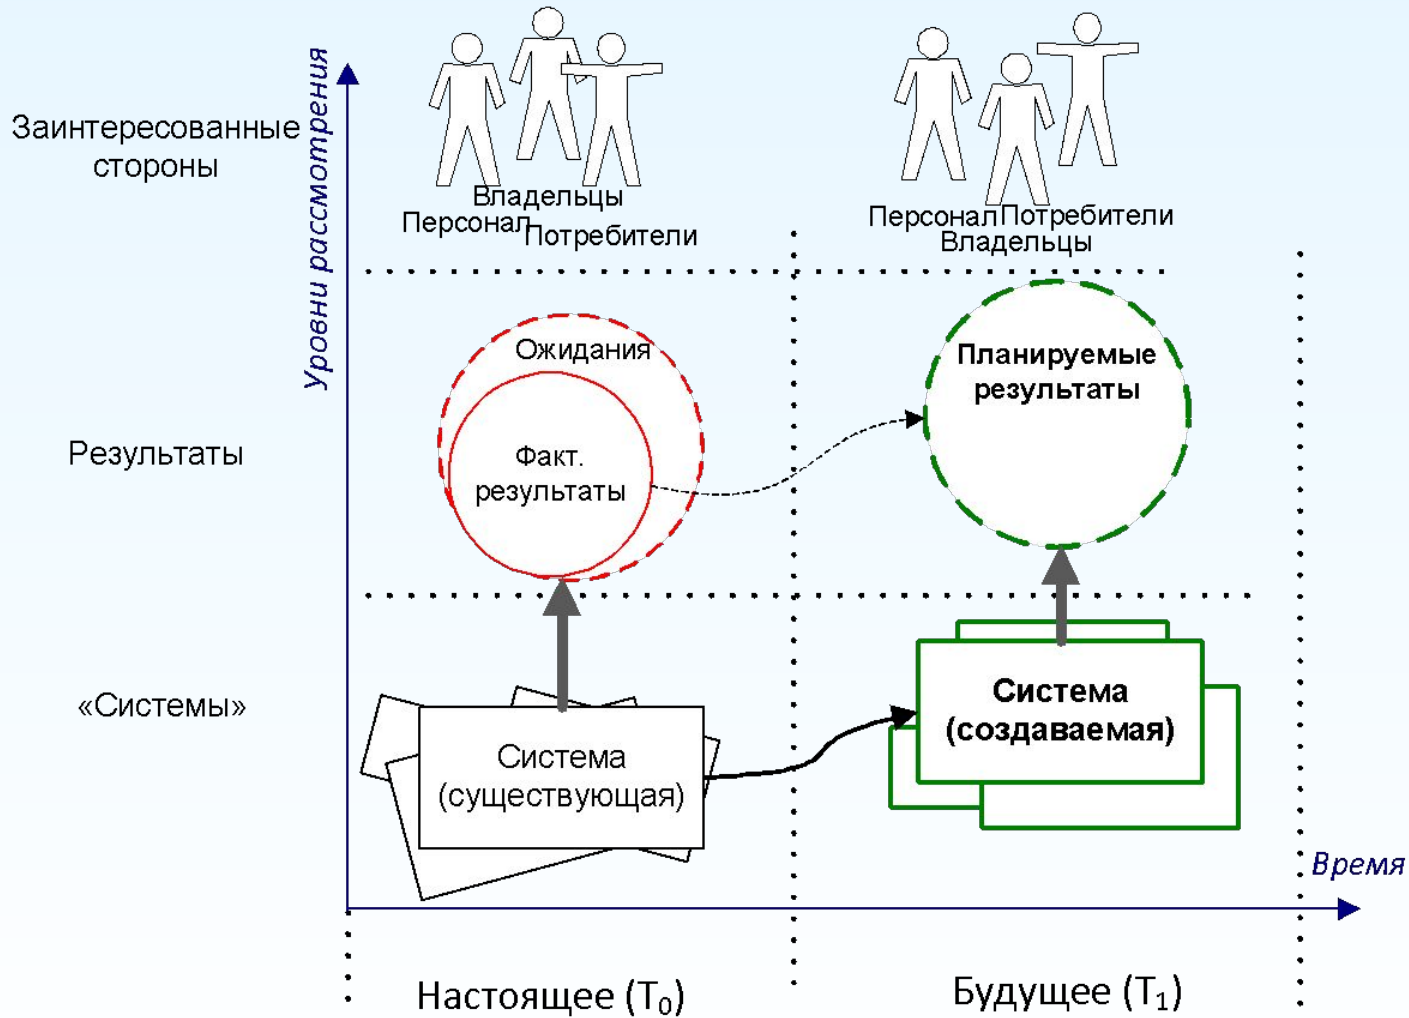 Уровни рассмотрения
Заинтересованные
стороны
Владельцы
Персонал
Потребители
Персонал
Потребители
Владельцы
Результаты
Ожидания
Факт.
результаты
Планируемые
результаты
«Системы»
Система
(существующая)
Система
(создаваемая)
Время
Настоящее (T₀)
Будущее (T₁)